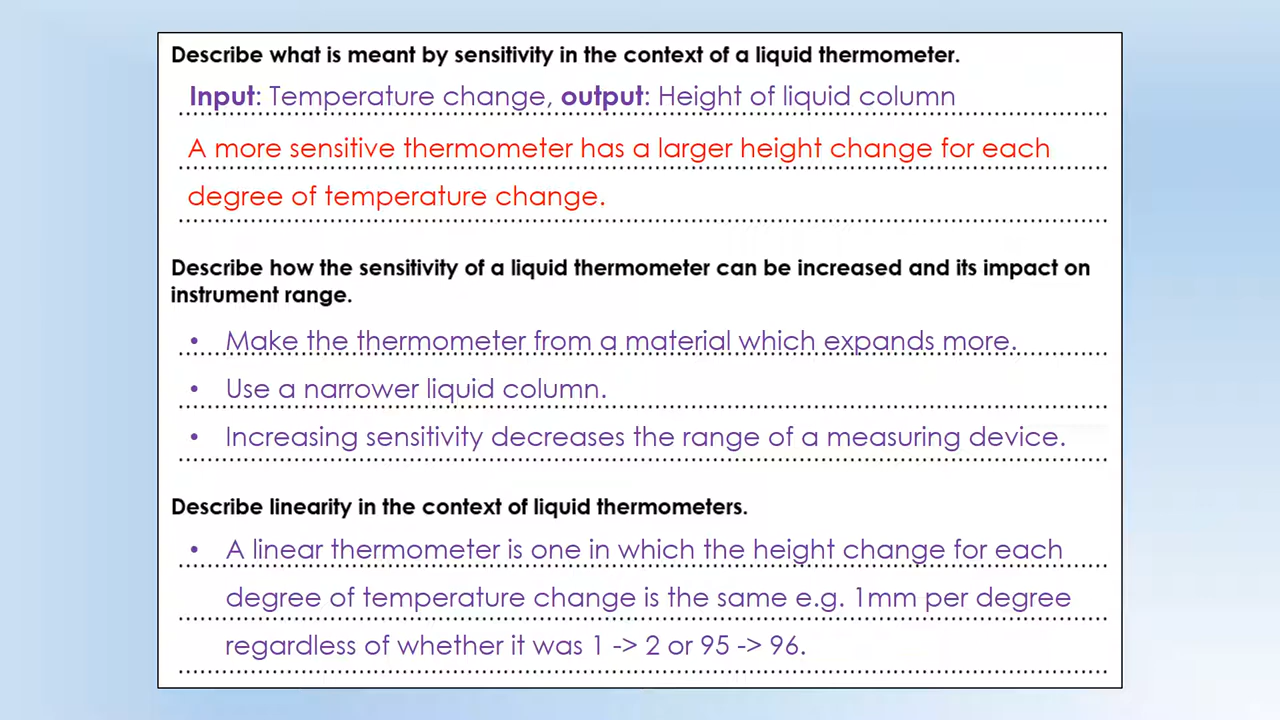 Describe what is meant by sensitivity in the context of a liquid thermometer.
Input: Temperature change, output: Height of liquid column
A more sensitive thermometer has a larger height change for each
degree of temperature change.
Describe how the sensitivity of a liquid thermometer can be increased and its impact on
instrument range.
• Make the thermometer from a material which expands more.
• Use a narrower liquid column.
• Increasing sensitivity decreases the range of a measuring device.
Describe linearity in the context of liquid thermometers.
• A linear thermometer is one in which the height change for each
degree of temperature change is the same e.g. 1mm per degree
regardless of whether it was 1 -> 2 or 95 -> 96.